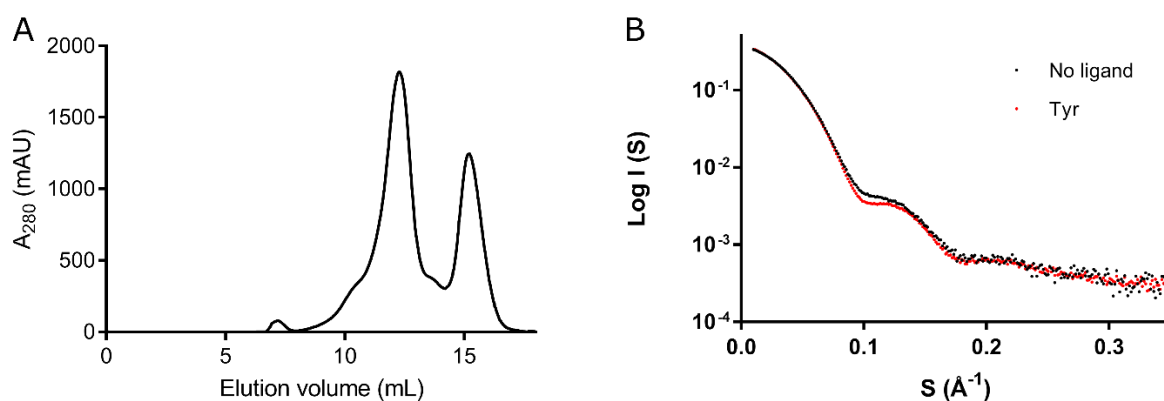 A
A₂₈₀ (mAU)
2000
1500
1000
500
0
0
5
10
15
Elution volume (mL)
B
No ligand
Tyr
Log I (S)
10⁻¹
10⁻²
10⁻³
10⁻⁴
0.0
0.1
0.2
0.3
S (Å⁻¹)